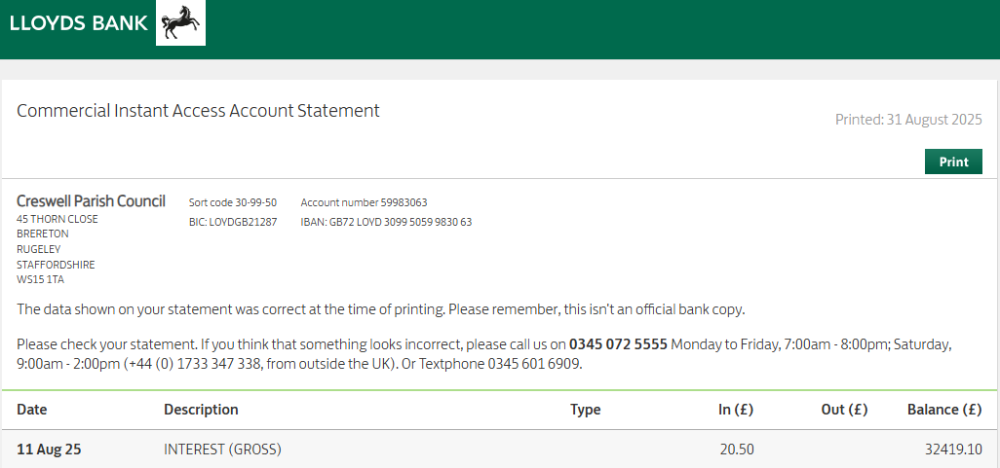 LLOYDS BANK
Commercial Instant Access Account Statement
Printed: 31 August 2025
Print
Creswell Parish Council Sort code 30-99-50 Account number 59983063
45 THORN CLOSE BIC: LOYDGB21287 IBAN: GB72 LOYD 3099 5059 9830 63
BRERETON
RUGELEY
STAFFORDSHIRE
WS15 1TA
The data shown on your statement was correct at the time of printing. Please remember, this isn't an official bank copy.
Please check your statement. If you think that something looks incorrect, please call us on 0345 072 5555 Monday to Friday, 7:00am - 8:00pm; Saturday,
9:00am - 2:00pm (+44 (0) 1733 347 338, from outside the UK). Or Textphone 0345 601 6909.
Date Description Type In (£) Out (£) Balance (£)
11 Aug 25 INTEREST (GROSS) 20.50 32419.10